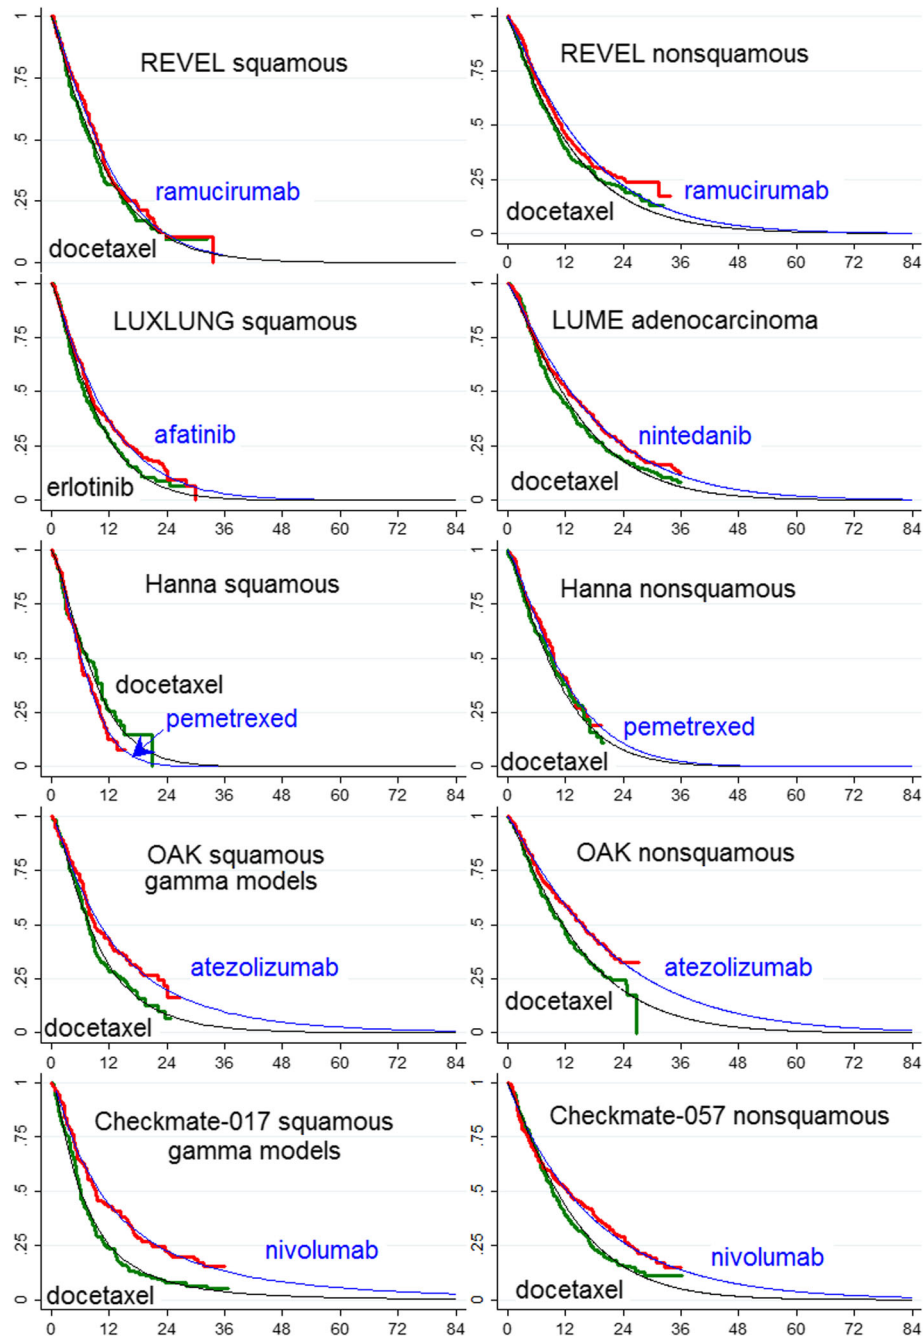 1
.75
.5
.25
0
REVEL squamous
ramucirumab
docetaxel
0 12 24 36 48 60 72 84
1
.75
.5
.25
0
REVEL nonsquamous
ramucirumab
docetaxel
0 12 24 36 48 60 72 84
1
.75
.5
.25
0
LUXLUNG squamous
afatinib
erlotinib
0 12 24 36 48 60 72 84
1
.75
.5
.25
0
LUME adenocarcinoma
nintedanib
docetaxel
0 12 24 36 48 60 72 84
1
.75
.5
.25
0
Hanna squamous
docetaxel
pemetrexed
0 12 24 36 48 60 72 84
1
.75
.5
.25
0
Hanna nonsquamous
pemetrexed
docetaxel
0 12 24 36 48 60 72 84
1
.75
.5
.25
0
OAK squamous
gamma models
atezolizumab
docetaxel
0 12 24 36 48 60 72 84
1
.75
.5
.25
0
OAK nonsquamous
atezolizumab
docetaxel
0 12 24 36 48 60 72 84
1
.75
.5
.25
0
Checkmate-017 squamous
gamma models
nivolumab
docetaxel
0 12 24 36 48 60 72 84
1
.75
.5
.25
0
Checkmate-057 nonsquamous
nivolumab
docetaxel
0 12 24 36 48 60 72 84